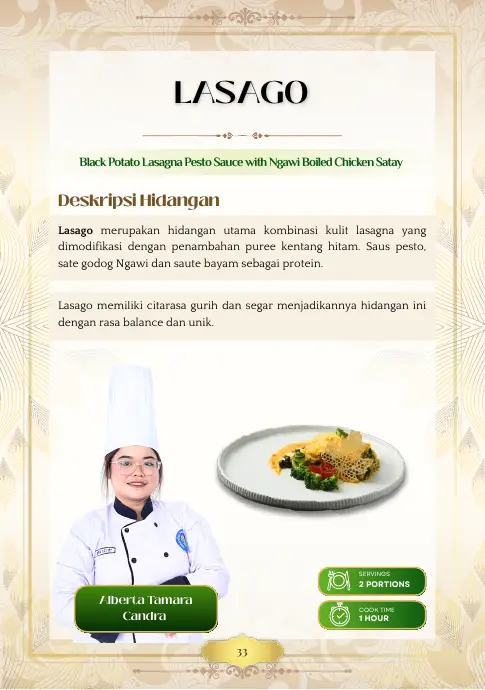 LASAGO
Black Potato Lasagna Pesto Sauce with Ngawi Boiled Chicken Satay
Deskripsi Hidangan
Lasago merupakan hidangan utama kombinasi kulit lasagna yang
dimodifikasi dengan penambahan puree kentang hitam. Saus pesto,
sate godog Ngawi dan saute bayam sebagai protein.
Lasago memiliki citarasa gurih dan segar menjadikannya hidangan ini
dengan rasa balance dan unik.
Alberta Tamara
Candra
SERVINGS
2 PORTIONS
COOK TIME
1 HOUR
33